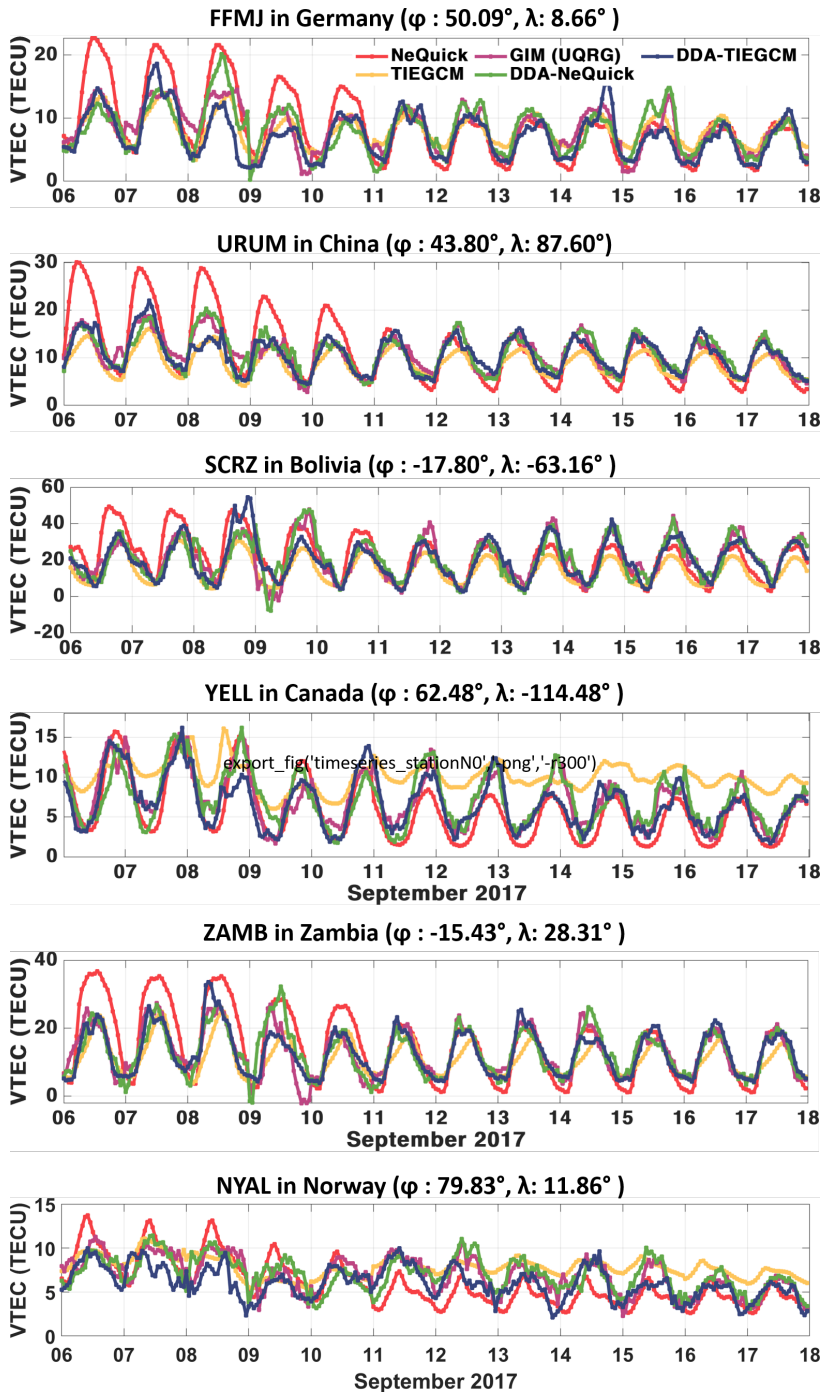 FFMJ in Germany (φ : 50.09°, λ: 8.66° )
VTEC (TECU)
20
10
0
NeQuick GIM (UQRG) DDA-TIEGCM
TIEGCM DDA-NeQuick
06 07 08 09 10 11 12 13 14 15 16 17 18
URUM in China (φ : 43.80°, λ: 87.60°)
VTEC (TECU)
30
20
10
0
06 07 08 09 10 11 12 13 14 15 16 17 18
SCRZ in Bolivia (φ : -17.80°, λ: -63.16° )
VTEC (TECU)
60
40
20
0
-20
06 07 08 09 10 11 12 13 14 15 16 17 18
YELL in Canada (φ : 62.48°, λ: -114.48° )
VTEC (TECU)
15
10
5
0
export_fig('timeseries_stationN0','-png','-r300')
07 08 09 10 11 12 13 14 15 16 17 18
September 2017
ZAMB in Zambia (φ : -15.43°, λ: 28.31° )
VTEC (TECU)
40
20
0
06 07 08 09 10 11 12 13 14 15 16 17 18
September 2017
NYAL in Norway (φ : 79.83°, λ: 11.86° )
VTEC (TECU)
15
10
5
0
06 07 08 09 10 11 12 13 14 15 16 17 18
September 2017